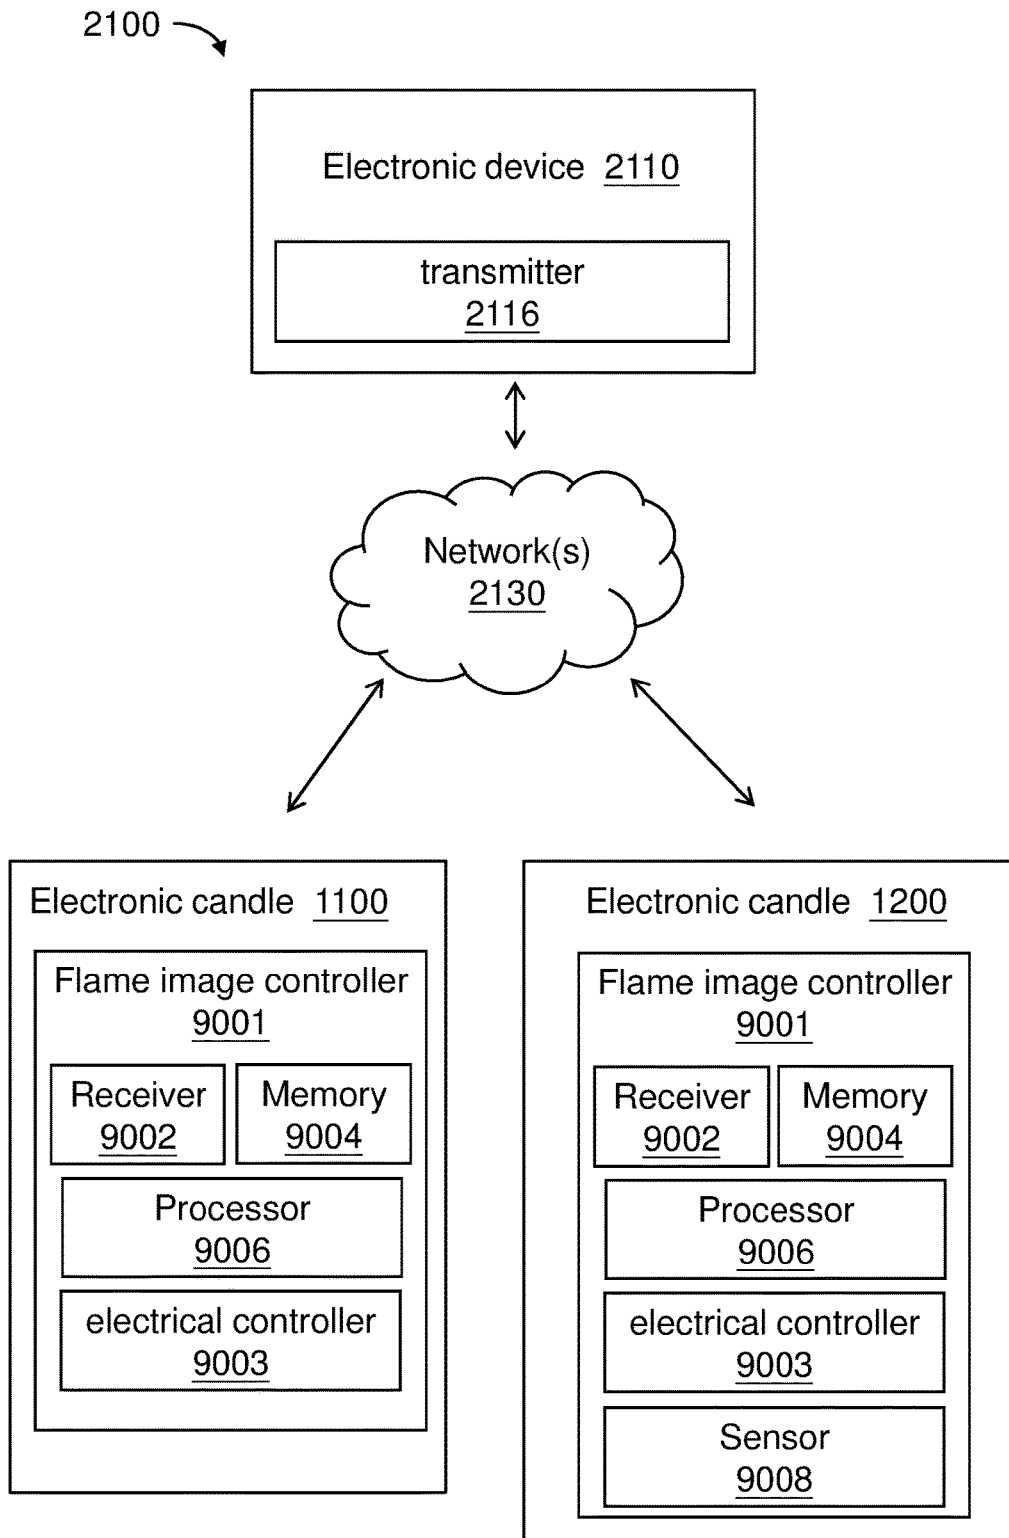 2100
Electronic device 2110
transmitter
2116
Network(s)
2130
Electronic candle 1100
Flame image controller
9001
Receiver
9002
Memory
9004
Processor
9006
electrical controller
9003
Electronic candle 1200
Flame image controller
9001
Receiver
9002
Memory
9004
Processor
9006
electrical controller
9003
Sensor
9008